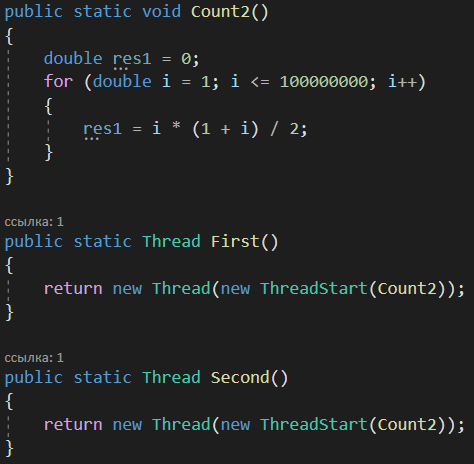 public static void Count2()
{
    double res1 = 0;
    for (double i = 1; i <= 100000000; i++)
    {
        res1 = i * (1 + i) / 2;
    }
}
ссылка: 1
public static Thread First()
{
    return new Thread(new ThreadStart(Count2));
}
ссылка: 1
public static Thread Second()
{
    return new Thread(new ThreadStart(Count2));
}